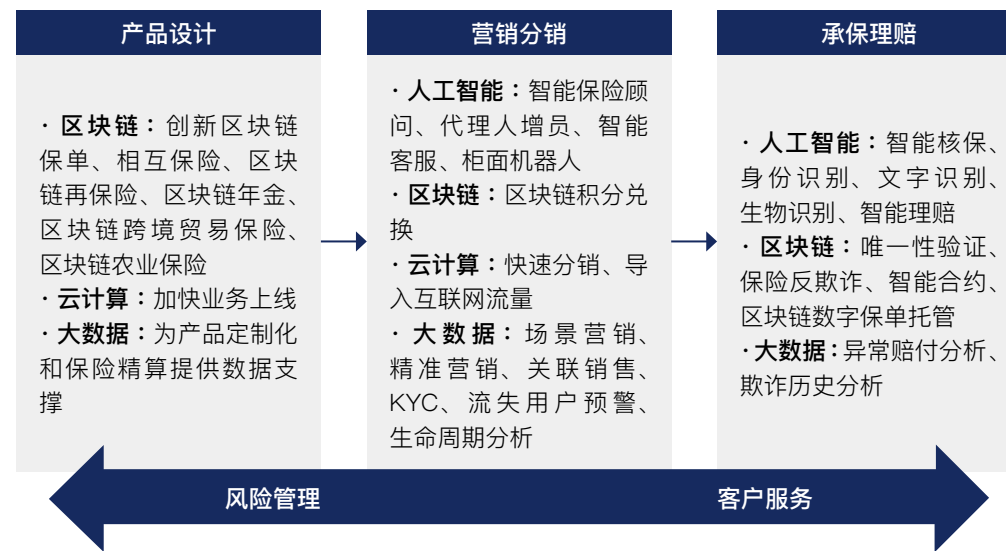 产品设计
· 区块链：创新区块链
保单、相互保险、区块
链再保险、区块链年金、
区块链跨境贸易保险、
区块链农业保险
· 云计算：加快业务上线
· 大数据：为产品定制化
和保险精算提供数据支
撑
营销分销
· 人工智能：智能保险顾
问、代理人增员、智能
客服、柜面机器人
· 区块链：区块链积分兑
换
· 云计算：快速分销、导
入互联网流量
· 大数据：场景营销、
精准营销、关联销售、
KYC、流失用户预警、
生命周期分析
承保理赔
· 人工智能：智能核保、
身份识别、文字识别、
生物识别、智能理赔
· 区块链：唯一性验证、
保险反欺诈、智能合约、
区块链数字保单托管
· 大数据：异常赔付分析、
欺诈历史分析
风险管理
客户服务